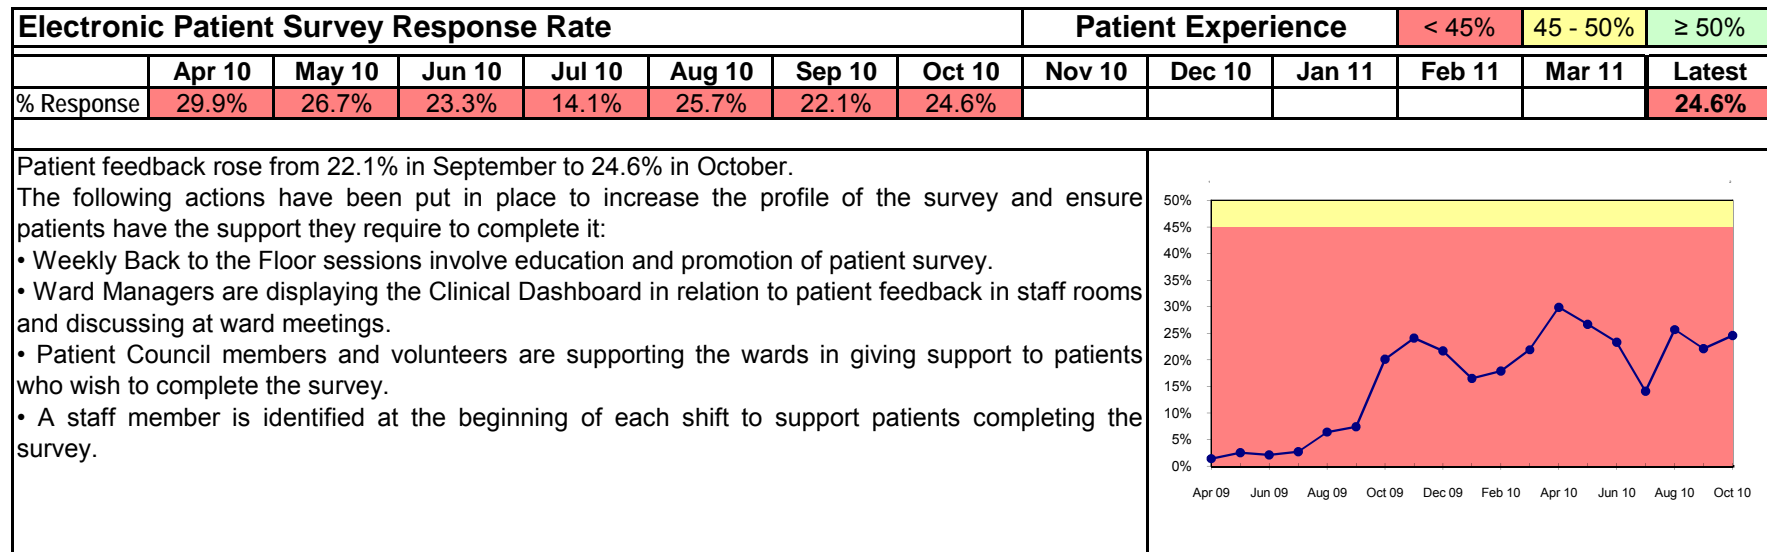 Electronic Patient Survey Response Rate Patient Experience < 45% 45 - 50% ≥ 50%
Apr 10 May 10 Jun 10 Jul 10 Aug 10 Sep 10 Oct 10 Nov 10 Dec 10 Jan 11 Feb 11 Mar 11 Latest
% Response 29.9% 26.7% 23.3% 14.1% 25.7% 22.1% 24.6% 24.6%
Patient feedback rose from 22.1% in September to 24.6% in October.
The following actions have been put in place to increase the profile of the survey and ensure
patients have the support they require to complete it:
• Weekly Back to the Floor sessions involve education and promotion of patient survey.
• Ward Managers are displaying the Clinical Dashboard in relation to patient feedback in staff rooms
and discussing at ward meetings.
• Patient Council members and volunteers are supporting the wards in giving support to patients
who wish to complete the survey.
• A staff member is identified at the beginning of each shift to support patients completing the
survey.
50%
45%
40%
35%
30%
25%
20%
15%
10%
5%
0%
Apr 09 Jun 09 Aug 09 Oct 09 Dec 09 Feb 10 Apr 10 Jun 10 Aug 10 Oct 10